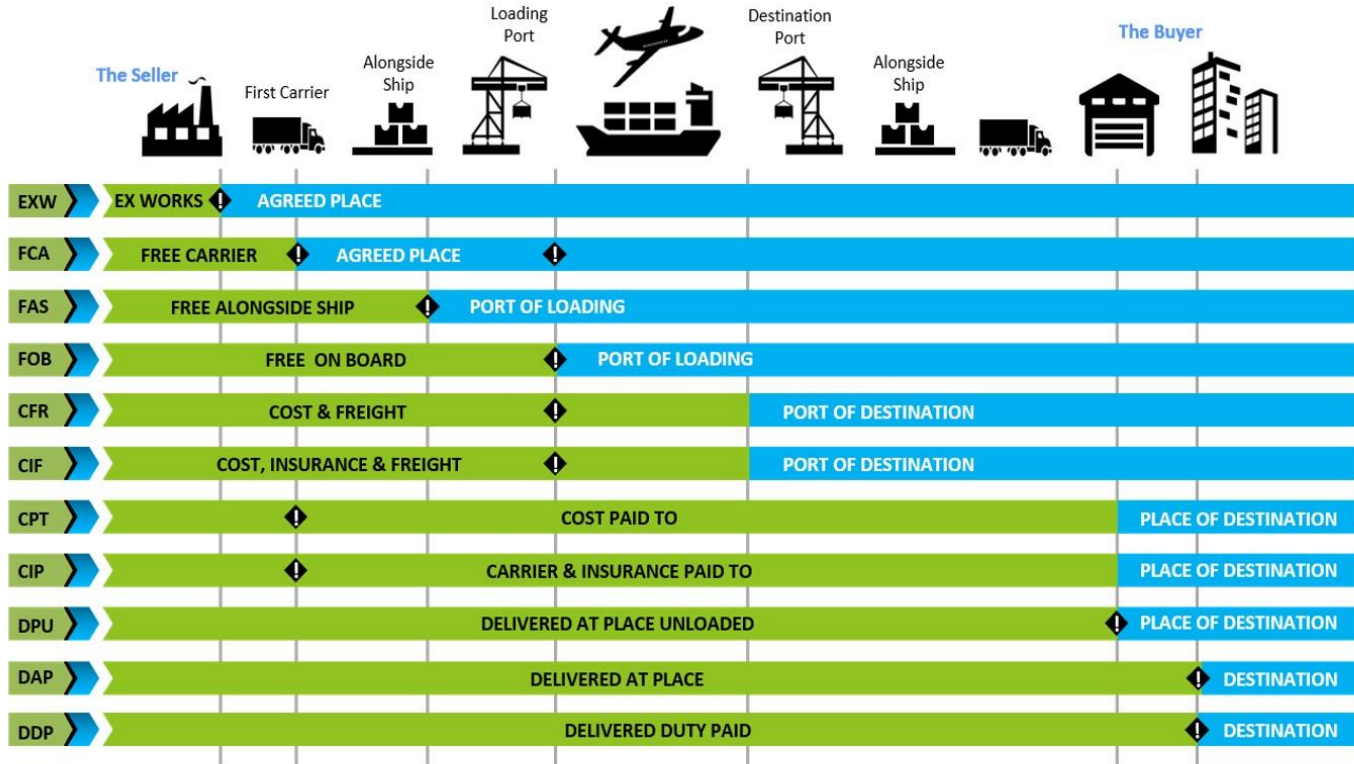 The Seller
First Carrier
Alongside
Ship
Loading
Port
Destination
Port
Alongside
Ship
The Buyer
EXW EX WORKS ! AGREED PLACE
FCA FREE CARRIER ! AGREED PLACE !
FAS FREE ALONGSIDE SHIP ! PORT OF LOADING
FOB FREE ON BOARD ! PORT OF LOADING
CFR COST & FREIGHT ! PORT OF DESTINATION
CIF COST, INSURANCE & FREIGHT ! PORT OF DESTINATION
CPT ! COST PAID TO PLACE OF DESTINATION
CIP ! CARRIER & INSURANCE PAID TO PLACE OF DESTINATION
DPU DELIVERED AT PLACE UNLOADED ! PLACE OF DESTINATION
DAP DELIVERED AT PLACE ! DESTINATION
DDP DELIVERED DUTY PAID ! DESTINATION